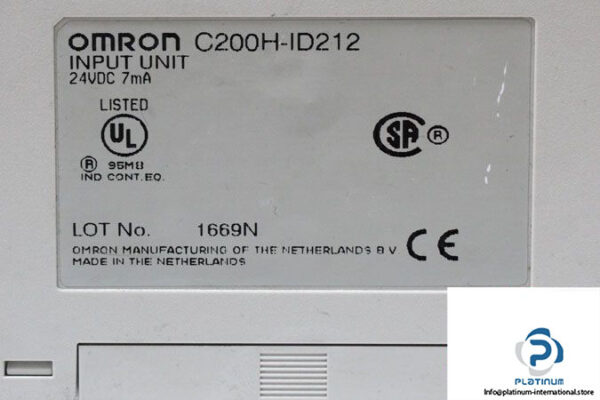 OMRON C200H-ID212
INPUT UNIT
24VDC 7mA
LISTED
UL
® 95M8
IND CONT. EQ.
SA ®
LOT No. 1669N
OMRON MANUFACTURING OF THE NETHERLANDS B V
MADE IN THE NETHERLANDS
CE
PLATINUM
Info@platinum-international.store